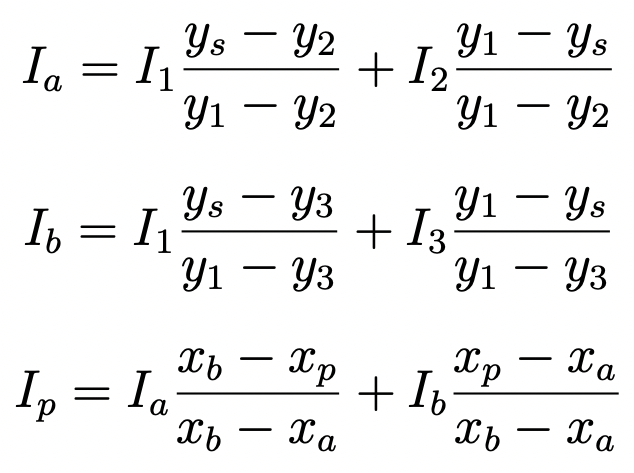 $I_a = I_1 \frac{y_s - y_2}{y_1 - y_2} + I_2 \frac{y_1 - y_s}{y_1 - y_2}$
$I_b = I_1 \frac{y_s - y_3}{y_1 - y_3} + I_3 \frac{y_1 - y_s}{y_1 - y_3}$
$I_p = I_a \frac{x_b - x_p}{x_b - x_a} + I_b \frac{x_p - x_a}{x_b - x_a}$